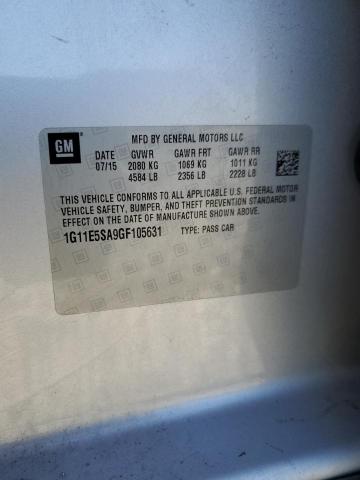 GM
MFD BY GENERAL MOTORS LLC
DATE GVWR GAWR FRT GAWR RR
07/15 2080 KG 1069 KG 1011 KG
4584 LB 2356 LB 2228 LB
THIS VEHICLE CONFORMS TO ALL APPLICABLE U.S. FEDERAL MOTOR
VEHICLE SAFETY, BUMPER, AND THEFT PREVENTION STANDARDS IN
EFFECT ON THE DATE OF MANUFACTURE SHOWN ABOVE.
1G11E5SA9GF105631 TYPE: PASS CAR